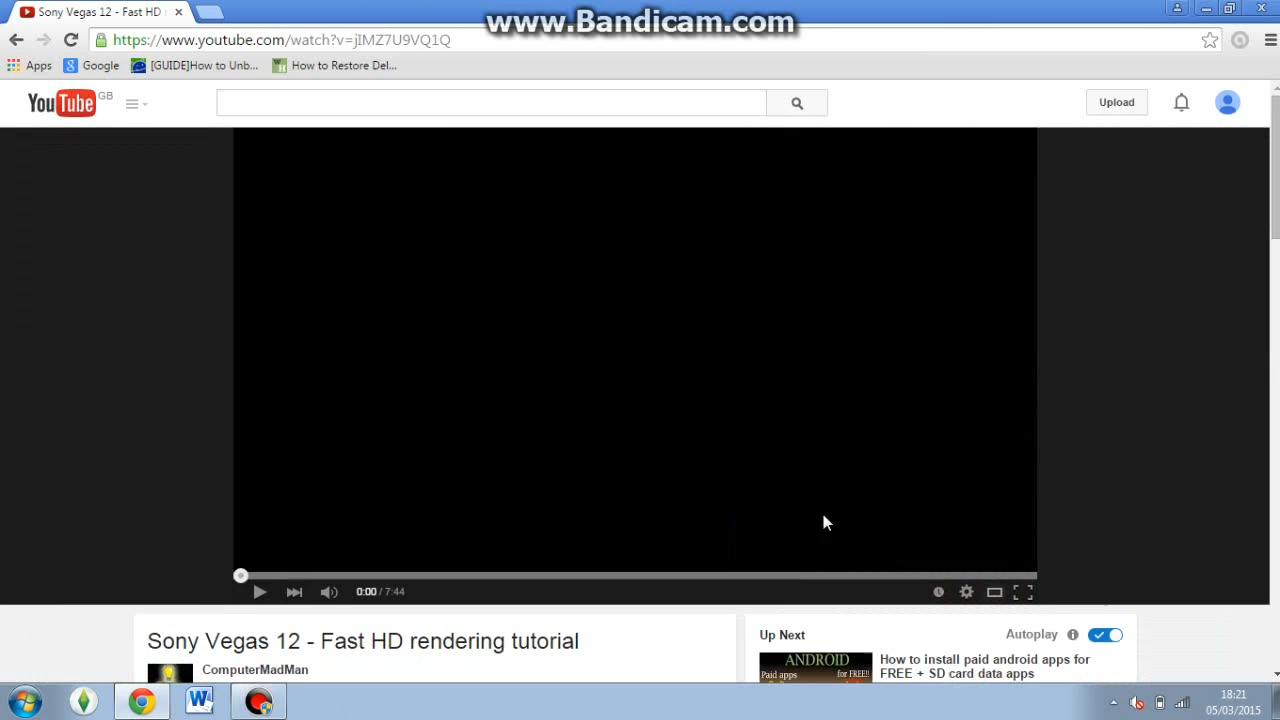 Sony Vegas 12 - Fast HD
www.Bandicam.com
https://www.youtube.com/watch?v=jIMZ7U9VQ1Q
Apps
Google
[GUIDE]How to Unb...
How to Restore Del...
YouTube GB
Upload
0:00 / 7:44
Sony Vegas 12 - Fast HD rendering tutorial
ComputerMadMan
Up Next
Autoplay
ANDROID
Paid apps for FREE!!
How to install paid android apps for
FREE + SD card data apps
18:21
05/03/2015